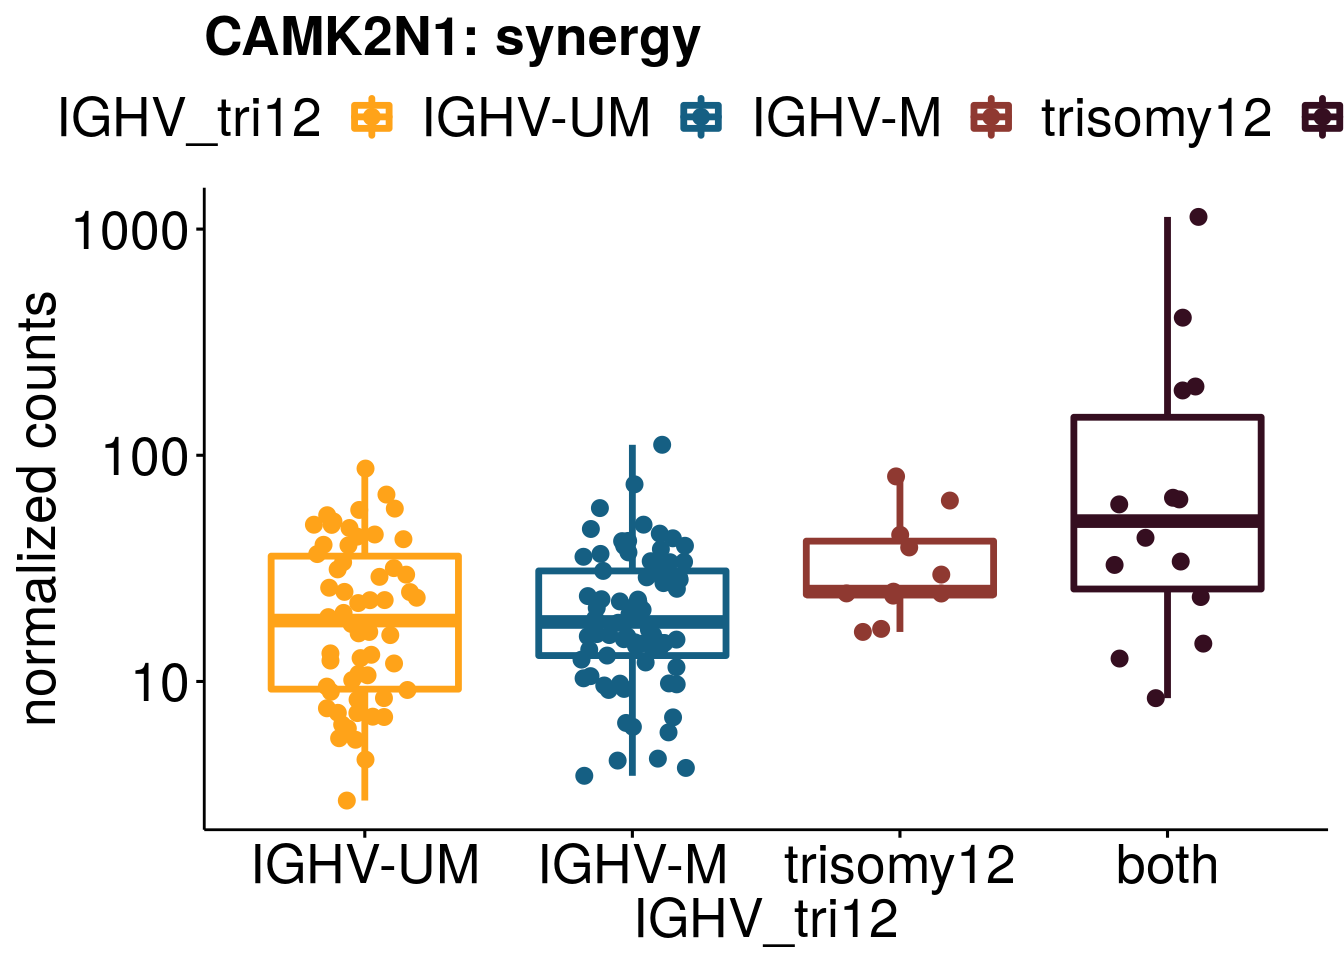 CAMK2N1: synergy
IGHV_tri12 IGHV-UM IGHV-M trisomy12
normalized counts
1000
100
10
IGHV-UM IGHV-M trisomy12 both
IGHV_tri12